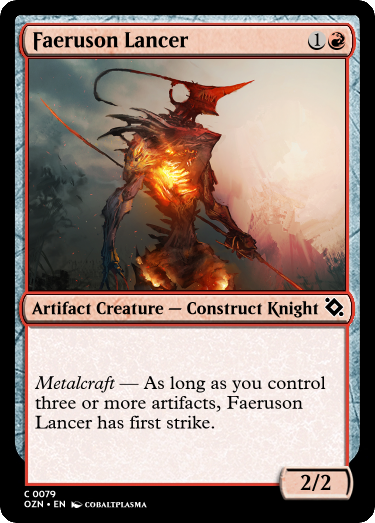 Faeruson Lancer 1
Artifact Creature — Construct Knight
Metalcraft — As long as you control
three or more artifacts, Faeruson
Lancer has first strike.
2/2
C 0079
OZN • EN COBALTPLASMA